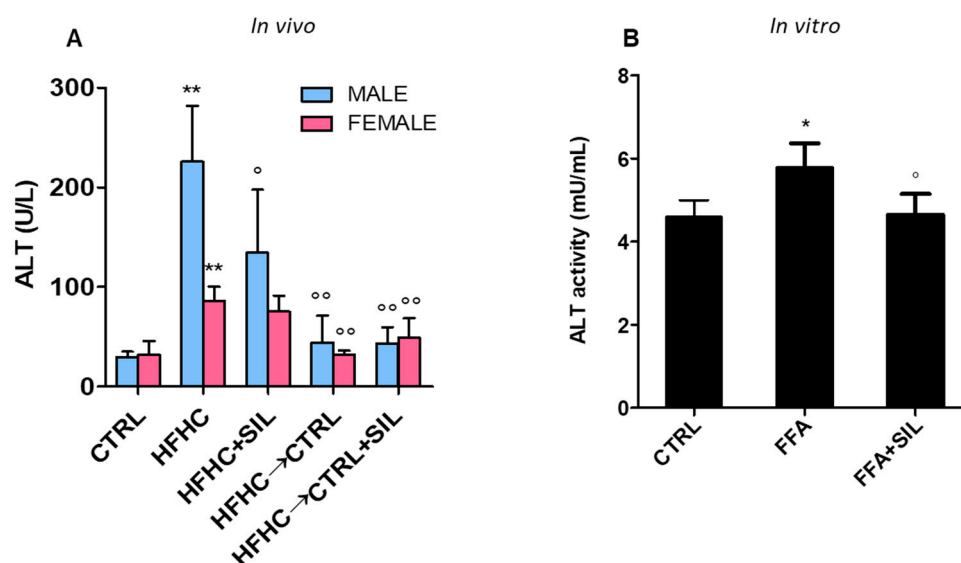 A
In vivo
ALT (U/L)
300
200
100
0
MALE
FEMALE
**
**
°
°°
°°
°°
°°
CTRL
HFHC
HFHC+SIL
HFHC→CTRL
HFHC→CTRL+SIL
B
In vitro
ALT activity (mU/mL)
8
6
4
2
0
*
°
CTRL
FFA
FFA+SIL